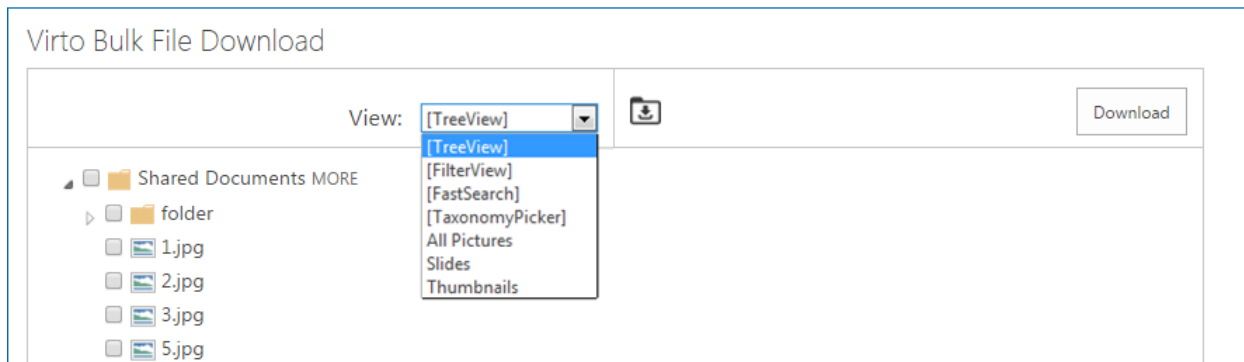 Virto Bulk File Download
View: [TreeView] Download
[TreeView]
[FilterView]
[FastSearch]
[TaxonomyPicker]
All Pictures
Slides
Thumbnails
Shared Documents MORE
folder
1.jpg
2.jpg
3.jpg
5.jpg